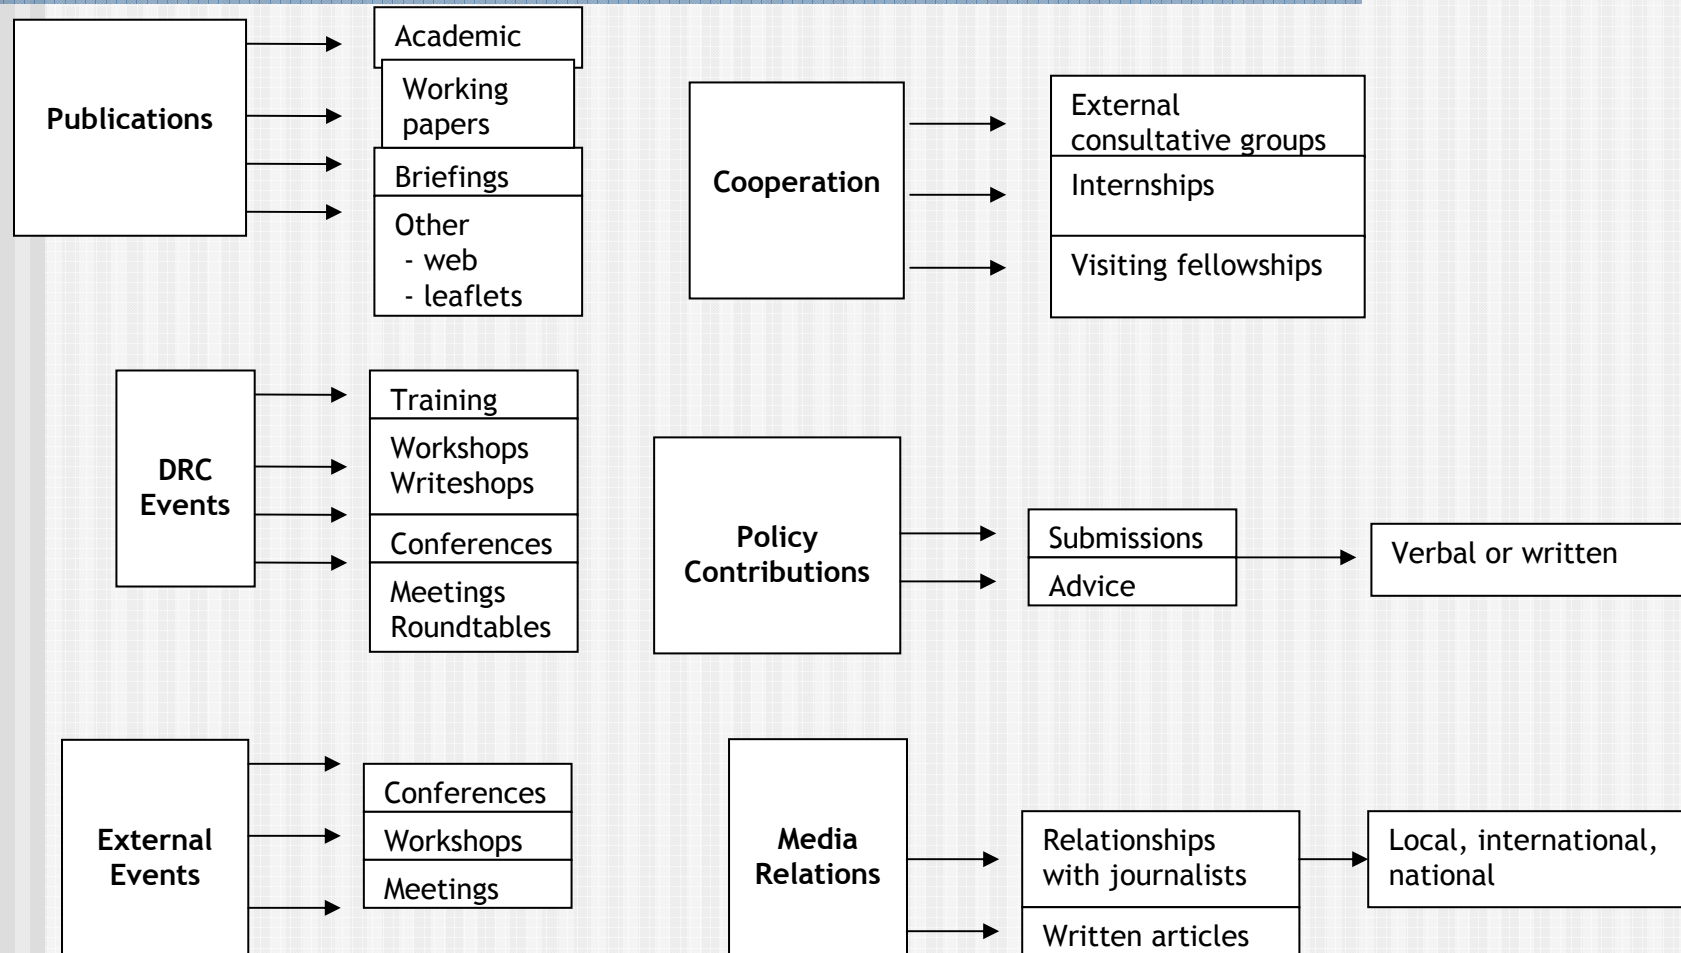 Publications
Academic
Working
papers
Briefings
Other
- web
- leaflets
Cooperation
External
consultative groups
Internships
Visiting fellowships
DRC
Events
Training
Workshops
Writeshops
Conferences
Meetings
Roundtables
Policy
Contributions
Submissions
Advice
Verbal or written
External
Events
Conferences
Workshops
Meetings
Media
Relations
Relationships
with journalists
Written articles
Local, international,
national